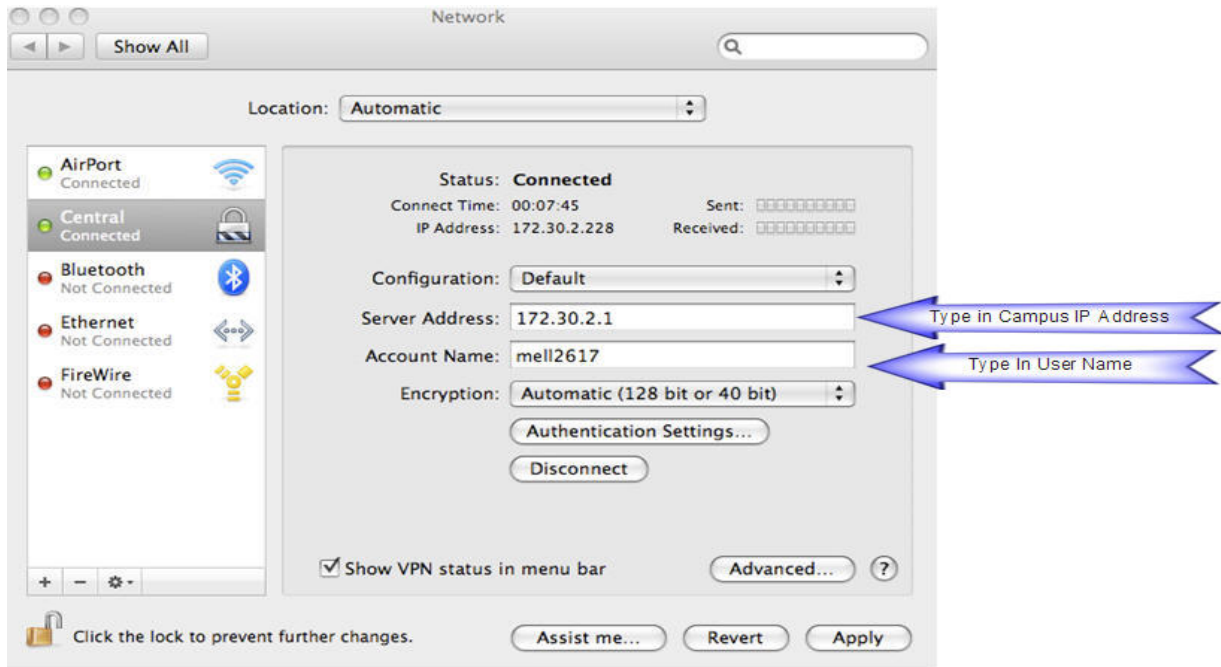 Network
Show All
Location: Automatic
AirPort
Connected
Central
Connected
Bluetooth
Not Connected
Ethernet
Not Connected
FireWire
Not Connected
Status: Connected
Connect Time: 00:07:45 Sent:
IP Address: 172.30.2.228 Received:
Configuration: Default
Server Address: 172.30.2.1
Type in Campus IP Address
Account Name: mell2617
Type In User Name
Encryption: Automatic (128 bit or 40 bit)
Authentication Settings...
Disconnect
Show VPN status in menu bar
Advanced... ?
+ −
Click the lock to prevent further changes.
Assist me... Revert Apply